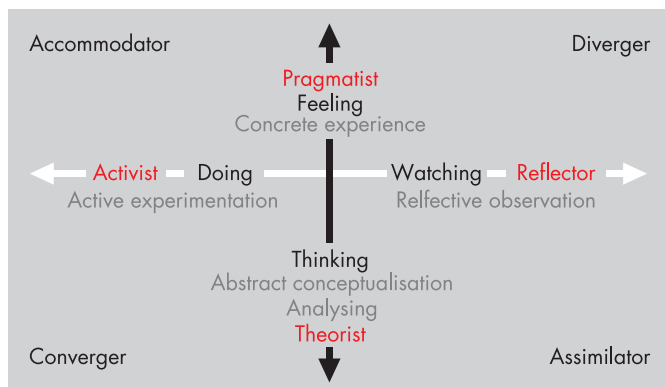 Accommodator
Diverger
Pragmatist
Feeling
Concrete experience
Activist Doing
Watching Reflector
Active experimentation
Relfective observation
Thinking
Abstract conceptualisation
Analysing
Theorist
Converger
Assimilator